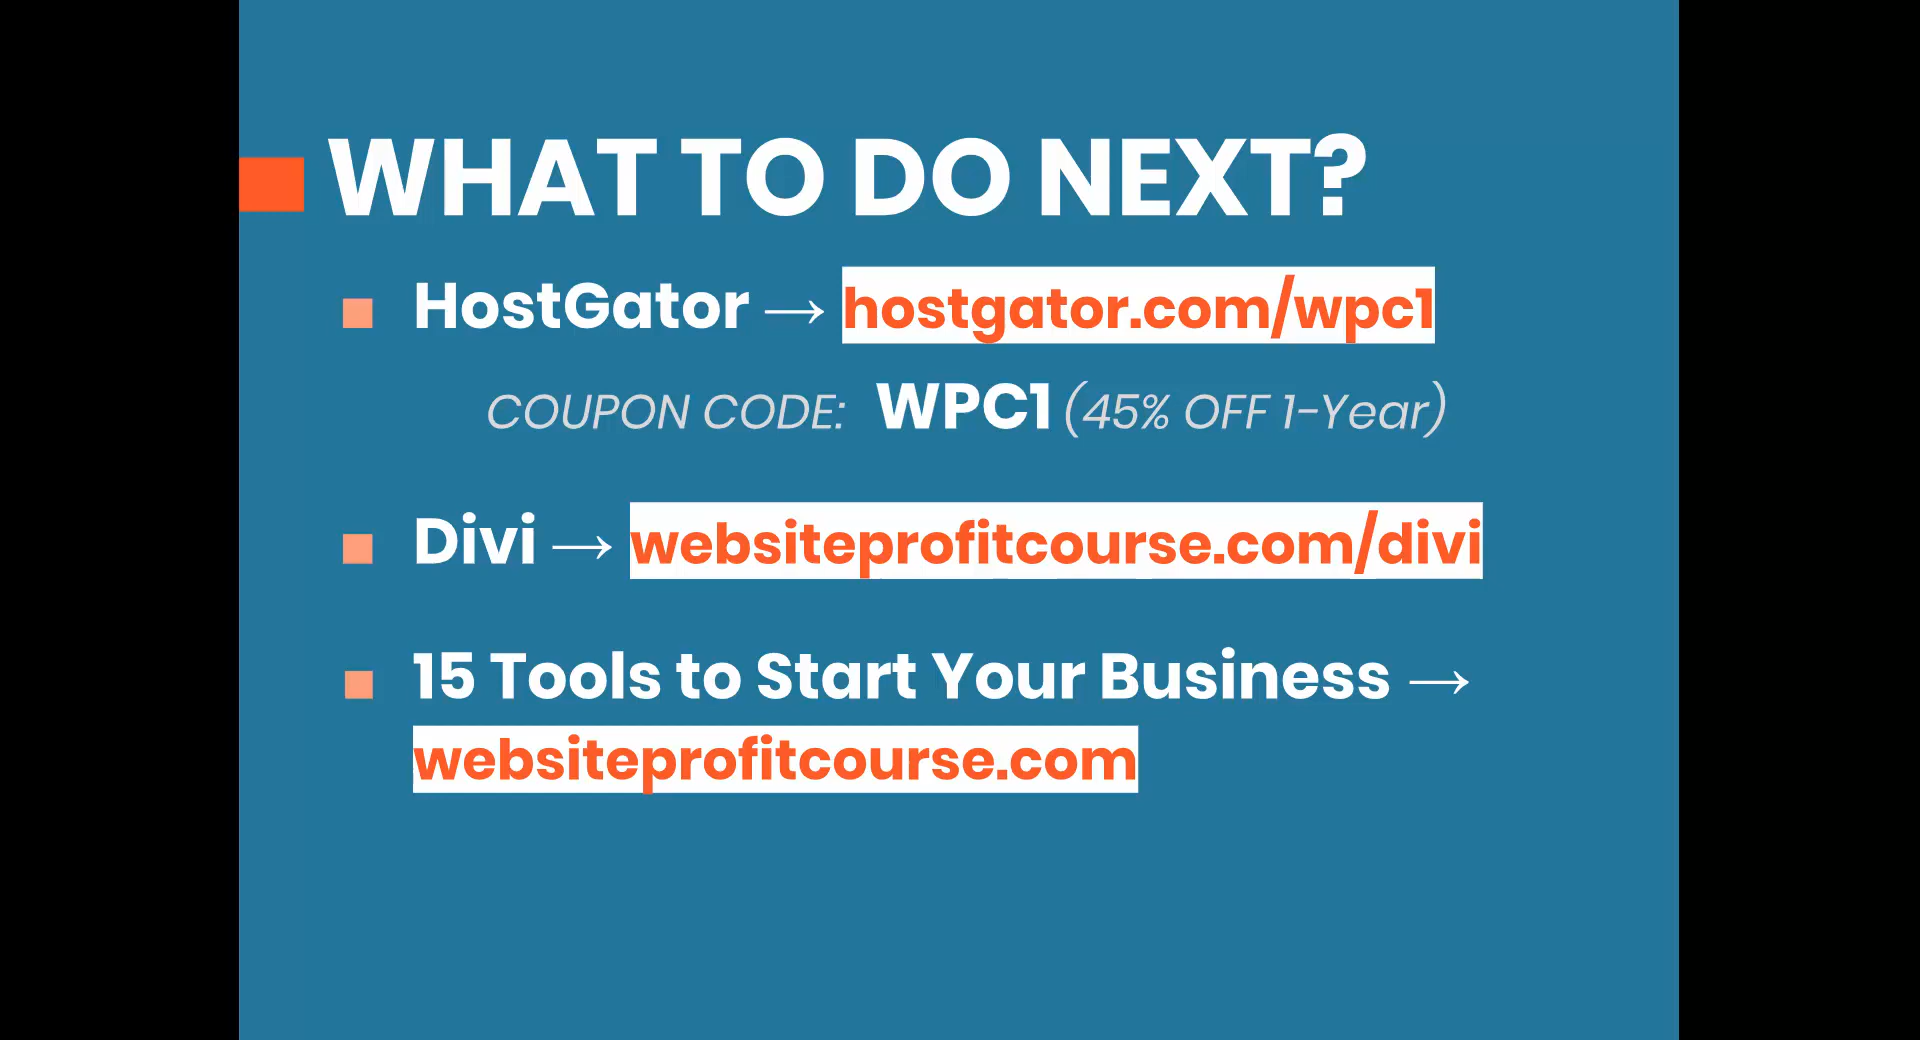 WHAT TO DO NEXT?
HostGator → hostgator.com/wpc1
COUPON CODE: WPC1 (45% OFF 1-Year)
Divi → websiteprofitcourse.com/divi
15 Tools to Start Your Business →
websiteprofitcourse.com